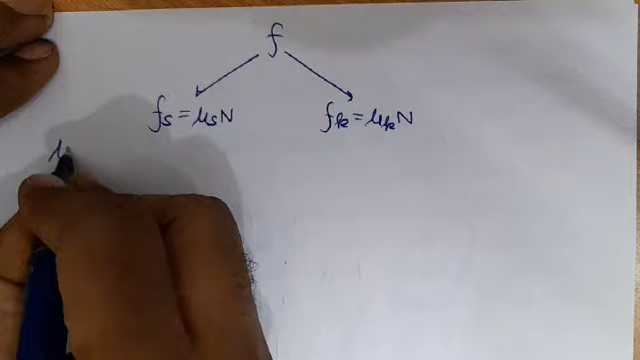 f
fs = μsN fk = μkN
μ